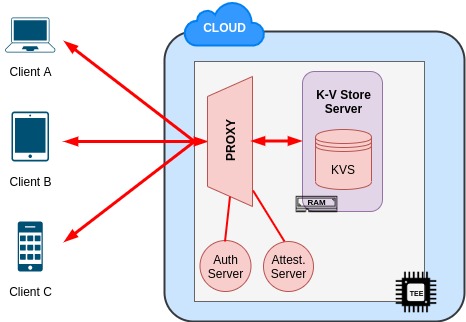 CLOUD
Client A
Client B
Client C
PROXY
K-V Store
Server
KVS
RAM
Auth
Server
Attest.
Server
TEE